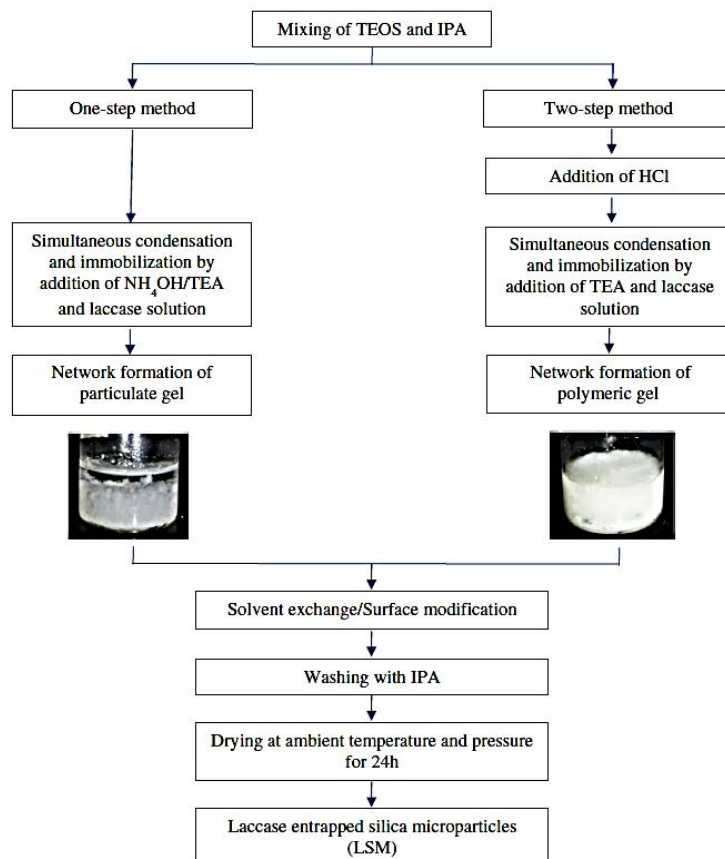 Mixing of TEOS and IPA
One-step method
Two-step method
Addition of HCl
Simultaneous condensation
and immobilization by
addition of NH4OH/TEA
and laccase solution
Simultaneous condensation
and immobilization by
addition of TEA and laccase
solution
Network formation of
particulate gel
Network formation of
polymeric gel
Solvent exchange/Surface modification
Washing with IPA
Drying at ambient temperature and pressure
for 24h
Laccase entrapped silica microparticles
(LSM)